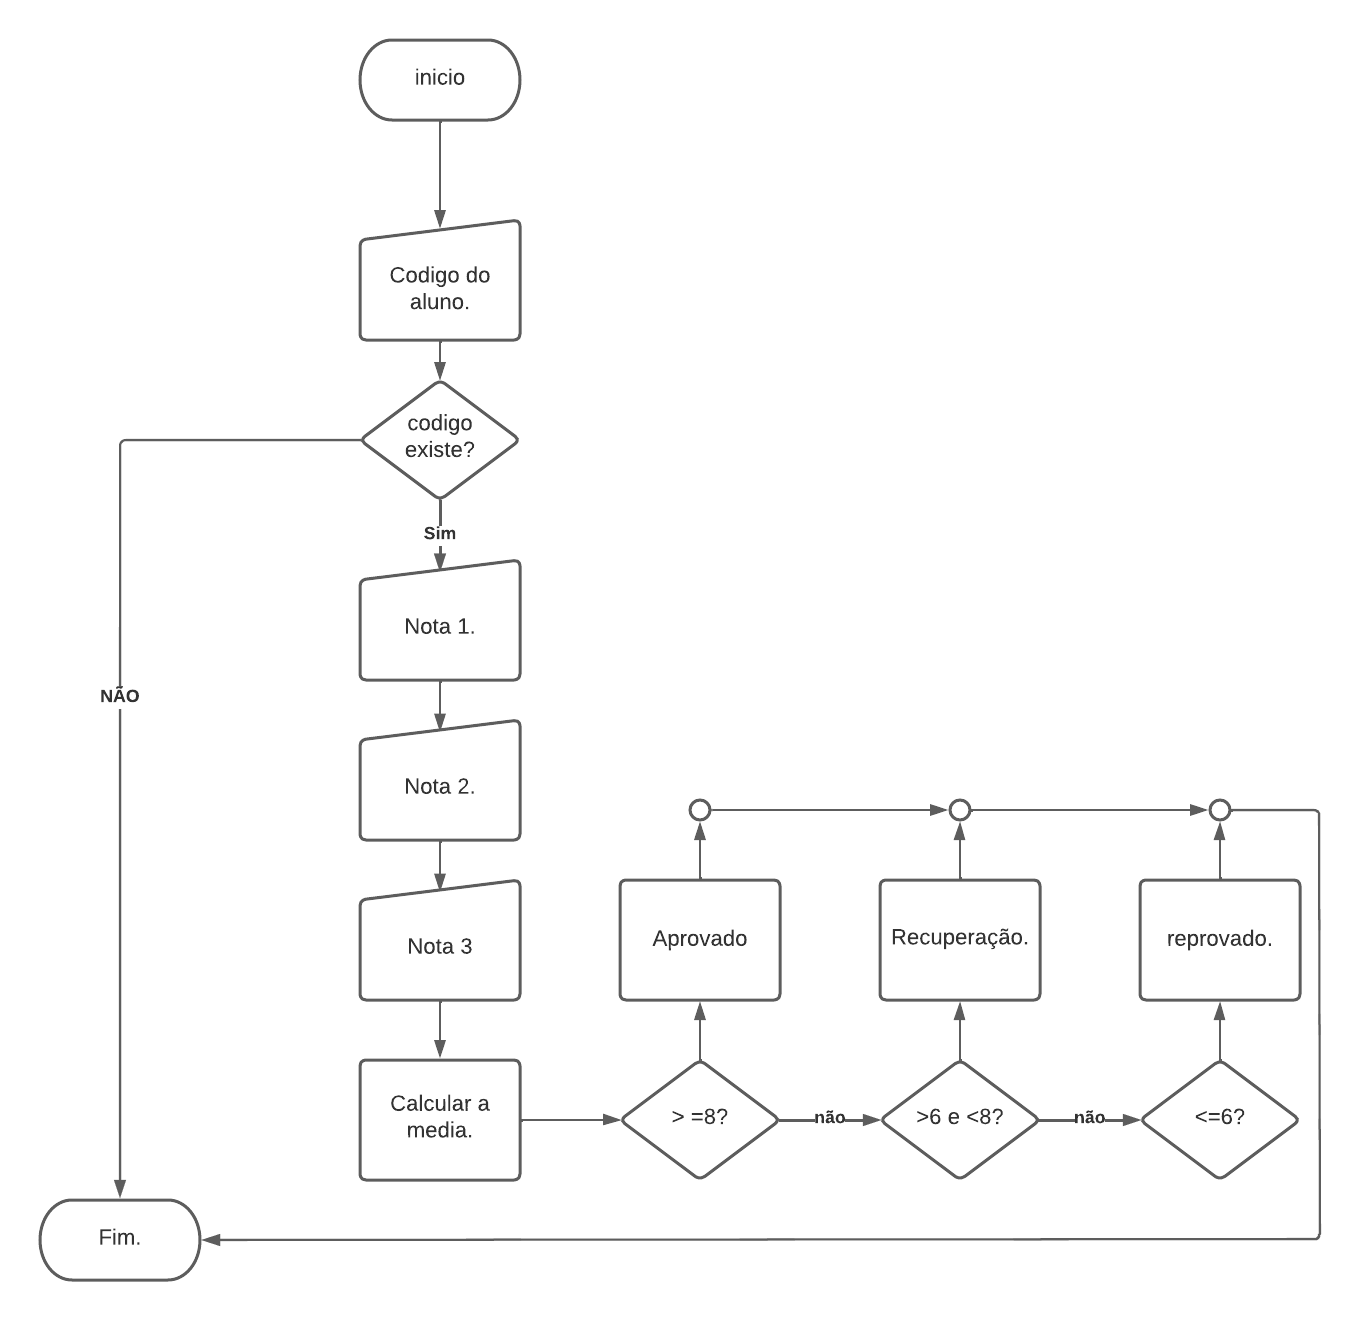 inicio
Codigo do
aluno.
codigo
existe?
Sim
Nota 1.
NÃO
Nota 2.
Nota 3
Aprovado
Recuperação.
reprovado.
Calcular a
media.
> =8?
não
>6 e <8?
não
<=6?
Fim.